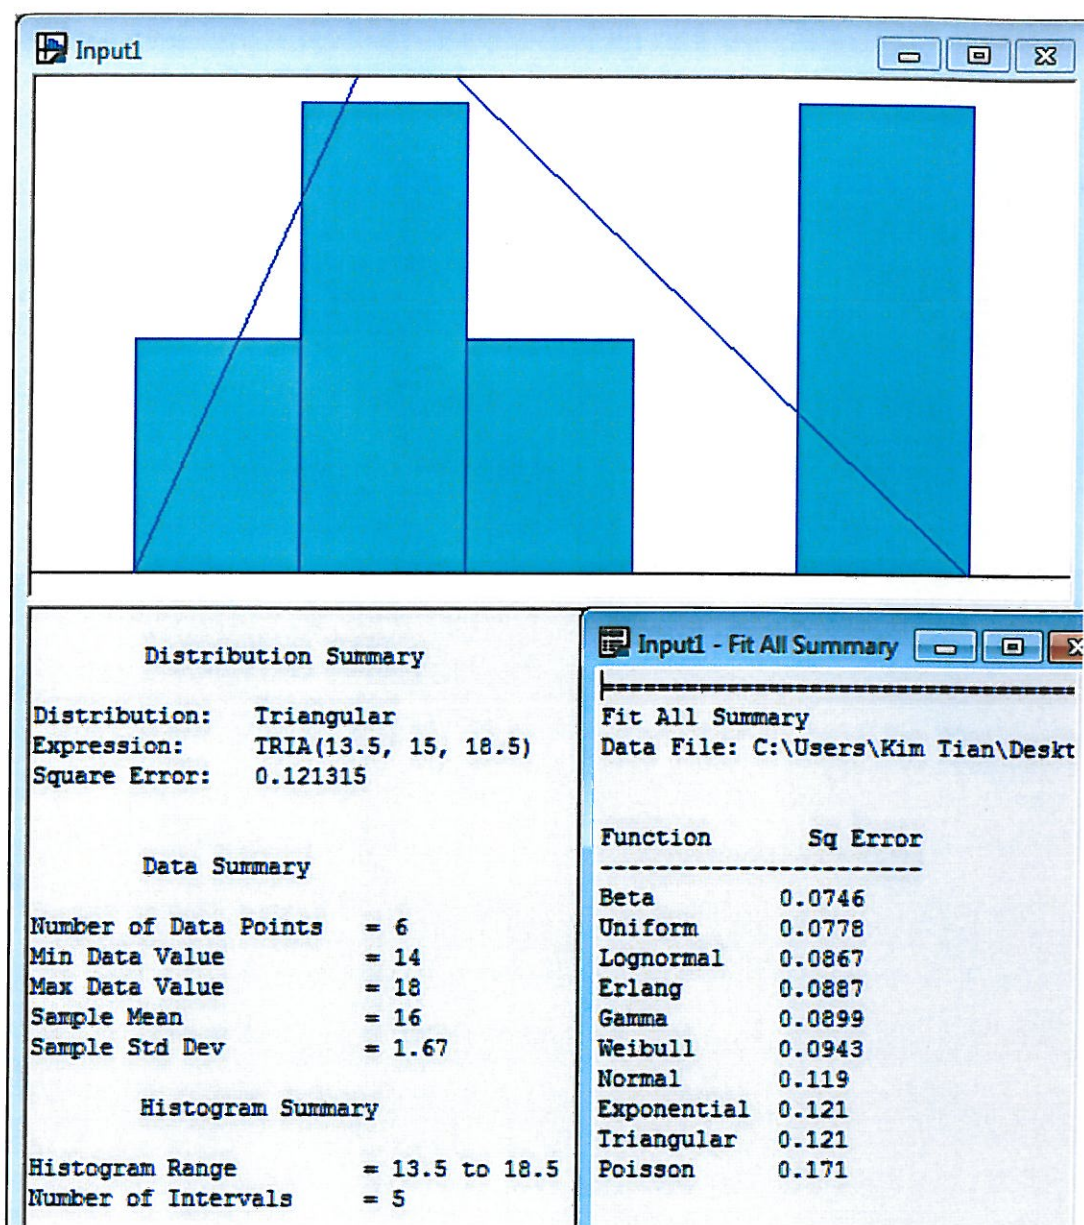 Input1
Distribution Summary
Distribution: Triangular
Expression: TRIA(13.5, 15, 18.5)
Square Error: 0.121315
Data Summary
Number of Data Points = 6
Min Data Value = 14
Max Data Value = 18
Sample Mean = 16
Sample Std Dev = 1.67
Histogram Summary
Histogram Range = 13.5 to 18.5
Number of Intervals = 5
Input1 - Fit All Summary
Fit All Summary
Data File: C:\Users\Kim Tian\Deskt
Function Sq Error
------------------------
Beta 0.0746
Uniform 0.0778
Lognormal 0.0867
Erlang 0.0887
Gamma 0.0899
Weibull 0.0943
Normal 0.119
Exponential 0.121
Triangular 0.121
Poisson 0.171